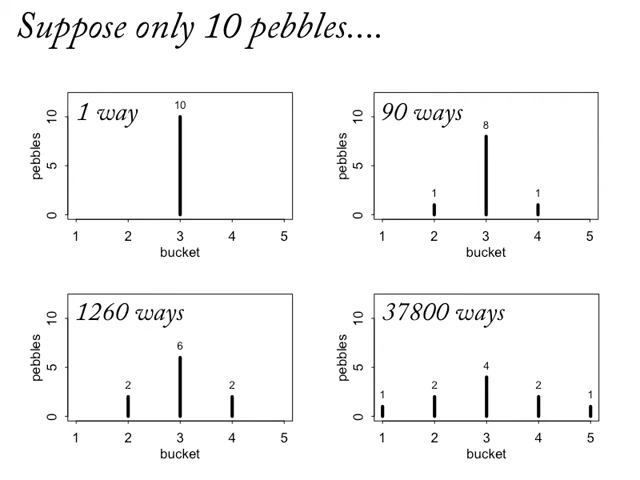 Suppose only 10 pebbles....
1 way
10
pebbles
0 5 10
1 2 3 4 5
bucket
90 ways
1 8 1
pebbles
0 5 10
1 2 3 4 5
bucket
1260 ways
2 6 2
pebbles
0 5 10
1 2 3 4 5
bucket
37800 ways
1 2 4 2 1
pebbles
0 5 10
1 2 3 4 5
bucket